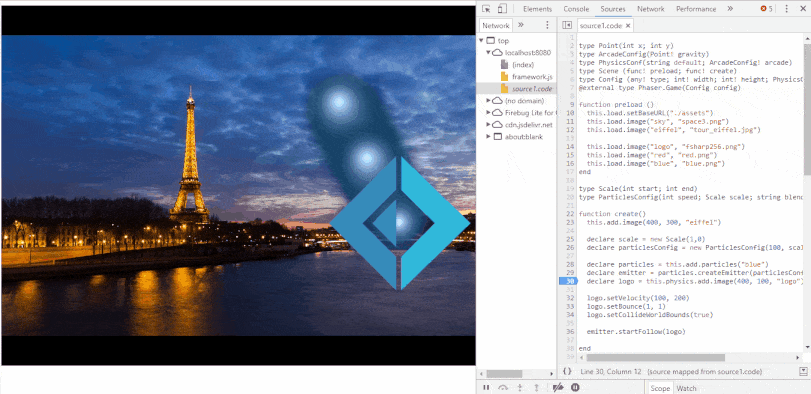 Elements Console Sources Network Performance » 5
Network » source1.code ×
top
localhost8080
(index)
framework.js
source1.code
(no domain)
Firebug Lite for
cdn.jsdelivr.net
about:blank
1
2 type Point(int x; int y)
3 type ArcadeConfig(Point! gravity)
4 type PhysicsConf(string default; ArcadeConfig! arcade)
5 type Scene (func! preload; func! create)
6 type Config (any! type; int! width; int! height; Physics
7 @external type Phaser.Game(Config config)
8
9 function preload ()
10 this.load.setBaseURL("./assets")
11 this.load.image("sky", "space3.png")
12 this.load.image("eiffel", "tour_eiffel.jpg")
13
14 this.load.image("logo", "fsharp256.png")
15 this.load.image("red", "red.png")
16 this.load.image("blue", "blue.png")
17 end
18
19 type Scale(int start; int end)
20 type ParticlesConfig(int speed; Scale scale; string blend
21
22 function create()
23 this.add.image(400, 300, "eiffel")
24
25 declare scale = new Scale(1,0)
26 declare particlesConfig = new ParticlesConfig(100, scal
27
28 declare particles = this.add.particles("blue")
29 declare emitter = particles.createEmitter(particlesConf
30 declare logo = this.physics.add.image(400, 100, "logo")
31
32 logo.setVelocity(100, 200)
33 logo.setBounce(1, 1)
34 logo.setCollideWorldBounds(true)
35
36 emitter.startFollow(logo)
37
38 end
39
{} Line 30, Column 12 (source mapped from source1.code)
Scope Watch